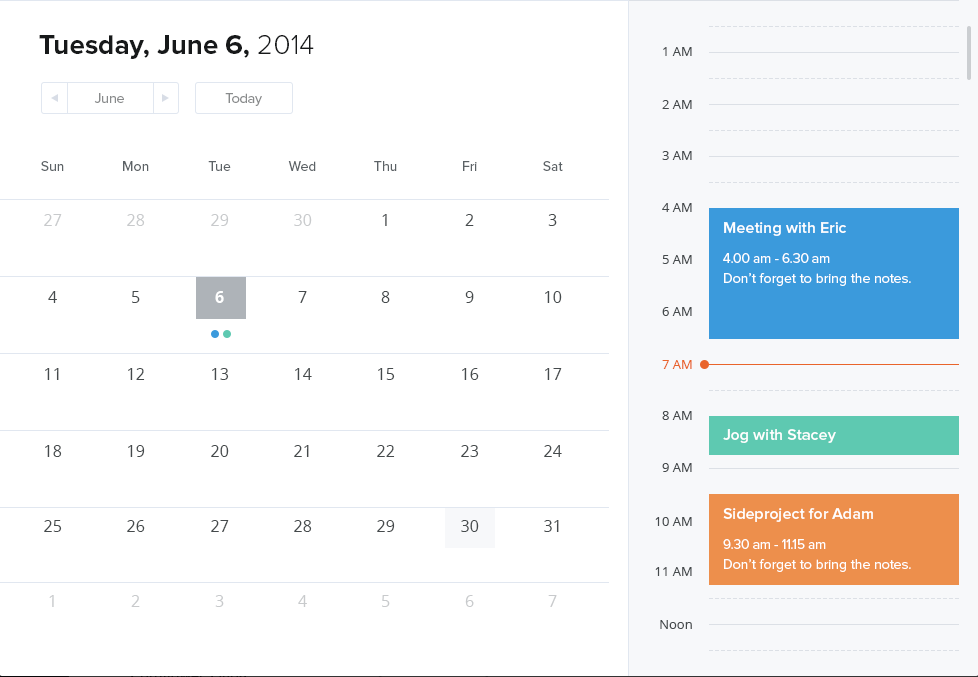 Tuesday, June 6, 2014
June
Today
Sun Mon Tue Wed Thu Fri Sat
27 28 29 30 1 2 3
4 5 6 7 8 9 10
11 12 13 14 15 16 17
18 19 20 21 22 23 24
25 26 27 28 29 30 31
1 2 3 4 5 6 7
1 AM
2 AM
3 AM
4 AM
Meeting with Eric
4.00 am - 6.30 am
5 AM
Don't forget to bring the notes.
6 AM
7 AM
8 AM
Jog with Stacey
9 AM
Sideproject for Adam
10 AM
9.30 am - 11.15 am
Don't forget to bring the notes.
11 AM
Noon